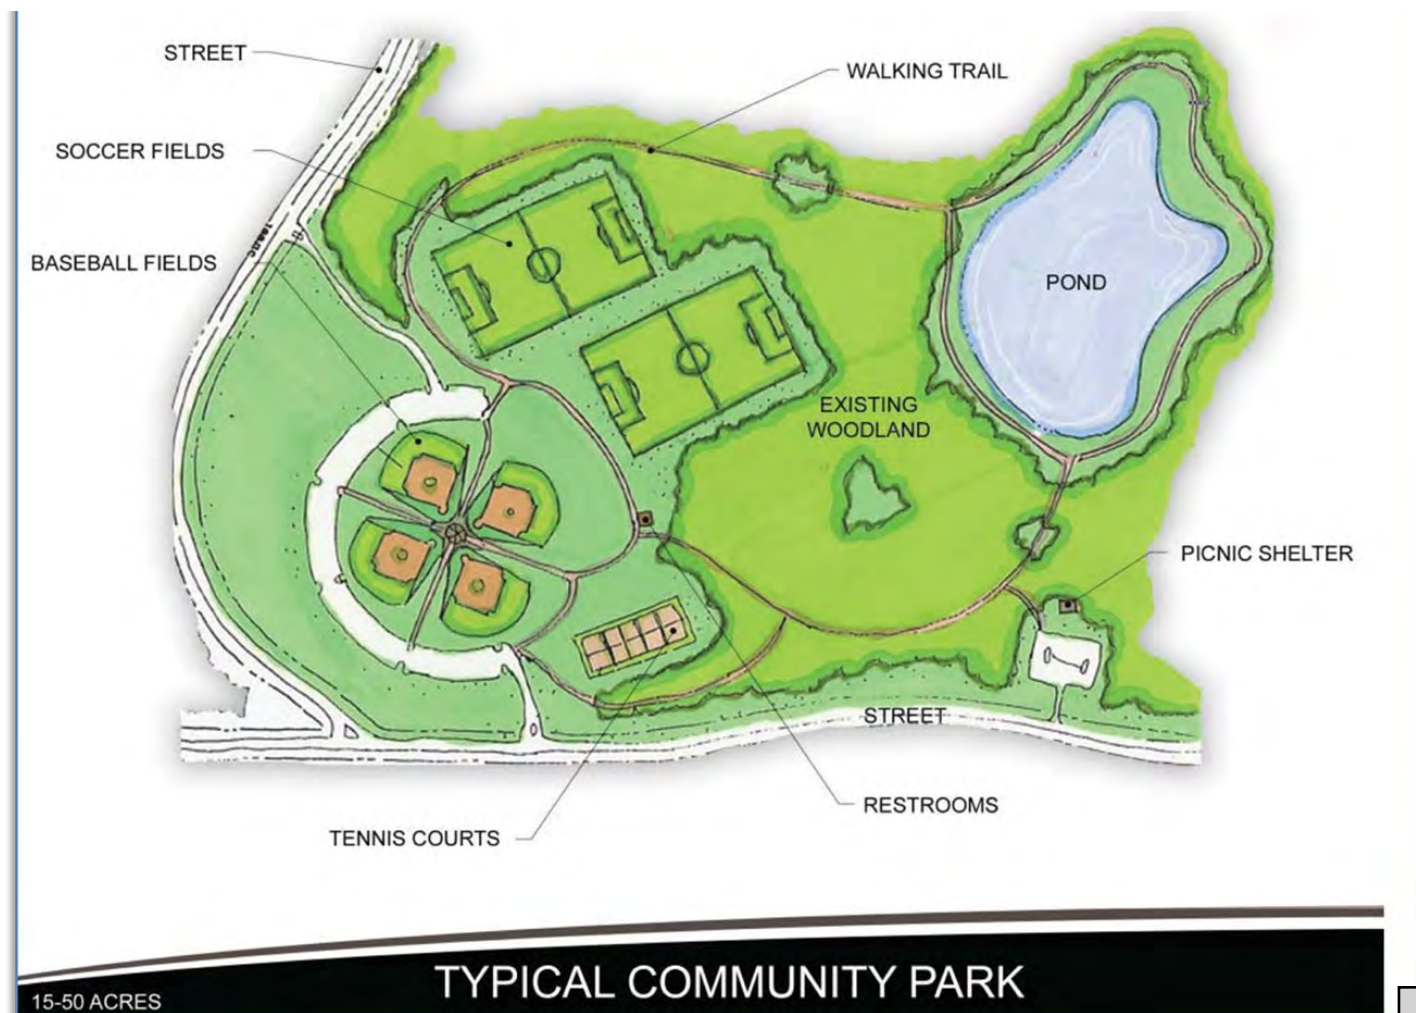 STREET
WALKING TRAIL
SOCCER FIELDS
BASEBALL FIELDS
POND
EXISTING
WOODLAND
PICNIC SHELTER
STREET
RESTROOMS
TENNIS COURTS
TYPICAL COMMUNITY PARK
15-50 ACRES